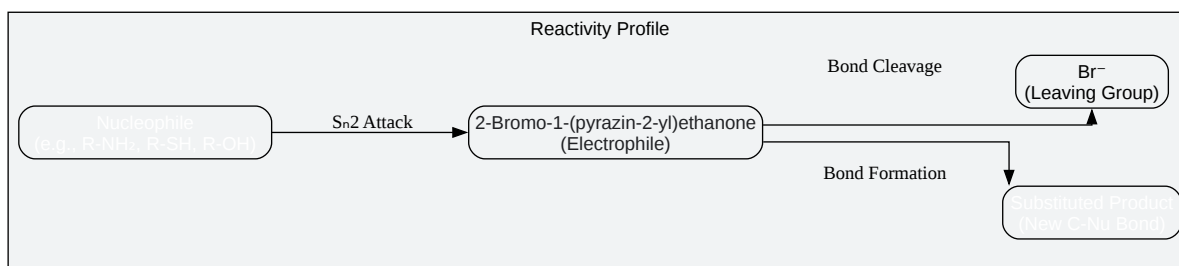 Reactivity Profile
Bond Cleavage
Br⁻
(Leaving Group)
Nucleophile
(e.g., R-NH₂, R-SH, R-OH)
Sₙ2 Attack
2-Bromo-1-(pyrazin-2-yl)ethanone
(Electrophile)
Bond Formation
Substituted Product
(New C-Nu Bond)